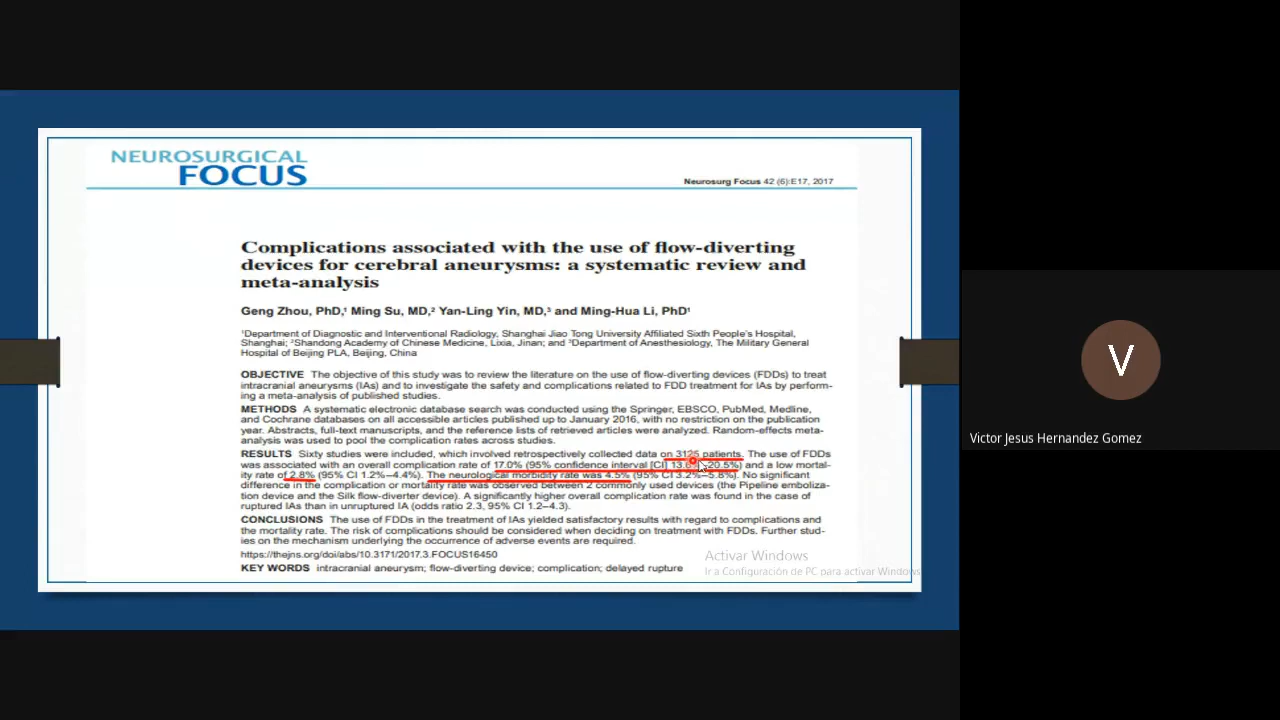 NEUROSURGICAL
FOCUS
Neurosurg Focus 42 (6):E17, 2017
Complications associated with the use of flow-diverting
devices for cerebral aneurysms: a systematic review and
meta-analysis
Geng Zhou, PhD,¹ Ming Su, MD,² Yan-Ling Yin, MD,³ and Ming-Hua Li, PhD¹
¹Department of Diagnostic and Interventional Radiology, Shanghai Jiao Tong University Affiliated Sixth People's Hospital,
Shanghai; ²Shandong Academy of Chinese Medicine, Lixia, Jinan; and ³Department of Anesthesiology, The Military General
Hospital of Beijing PLA, Beijing, China
OBJECTIVE The objective of this study was to review the literature on the use of flow-diverting devices (FDDs) to treat
intracranial aneurysms (IAs) and to investigate the safety and complications related to FDD treatment for IAs by perform-
ing a meta-analysis of published studies.
METHODS A systematic electronic database search was conducted using the Springer, EBSCO, PubMed, Medline,
and Cochrane databases on all accessible articles published up to January 2016, with no restriction on the publication
year. Abstracts, full-text manuscripts, and the reference lists of retrieved articles were analyzed. Random-effects meta-
analysis was used to pool the complication rates across studies.
RESULTS Sixty studies were included, which involved retrospectively collected data on 3125 patients. The use of FDDs
was associated with an overall complication rate of 17.0% (95% confidence interval [CI] 20.5%) and a low mortal-
ity rate of 2.8% (95% CI 1.2%–4.4%). The neurological morbidity rate was 4.5% (95% CI 3.2%–5.8%). No significant
difference in the complication or mortality rate was observed between 2 commonly used devices (the Pipeline emboliza-
tion device and the Silk flow-diverter device). A significantly higher overall complication rate was found in the case of
ruptured IAs than in unruptured IA (odds ratio 2.3, 95% CI 1.2–4.3).
CONCLUSIONS The use of FDDs in the treatment of IAs yielded satisfactory results with regard to complications and
the mortality rate. The risk of complications should be considered when deciding on treatment with FDDs. Further stud-
ies on the mechanism underlying the occurrence of adverse events are required.
https://thejns.org/doi/abs/10.3171/2017.3.FOCUS16450
KEY WORDS intracranial aneurysm; flow-diverting device; complication; delayed rupture
Activar Windows
Ir a Configuración de PC para activar Windows
V
Victor Jesus Hernandez Gomez